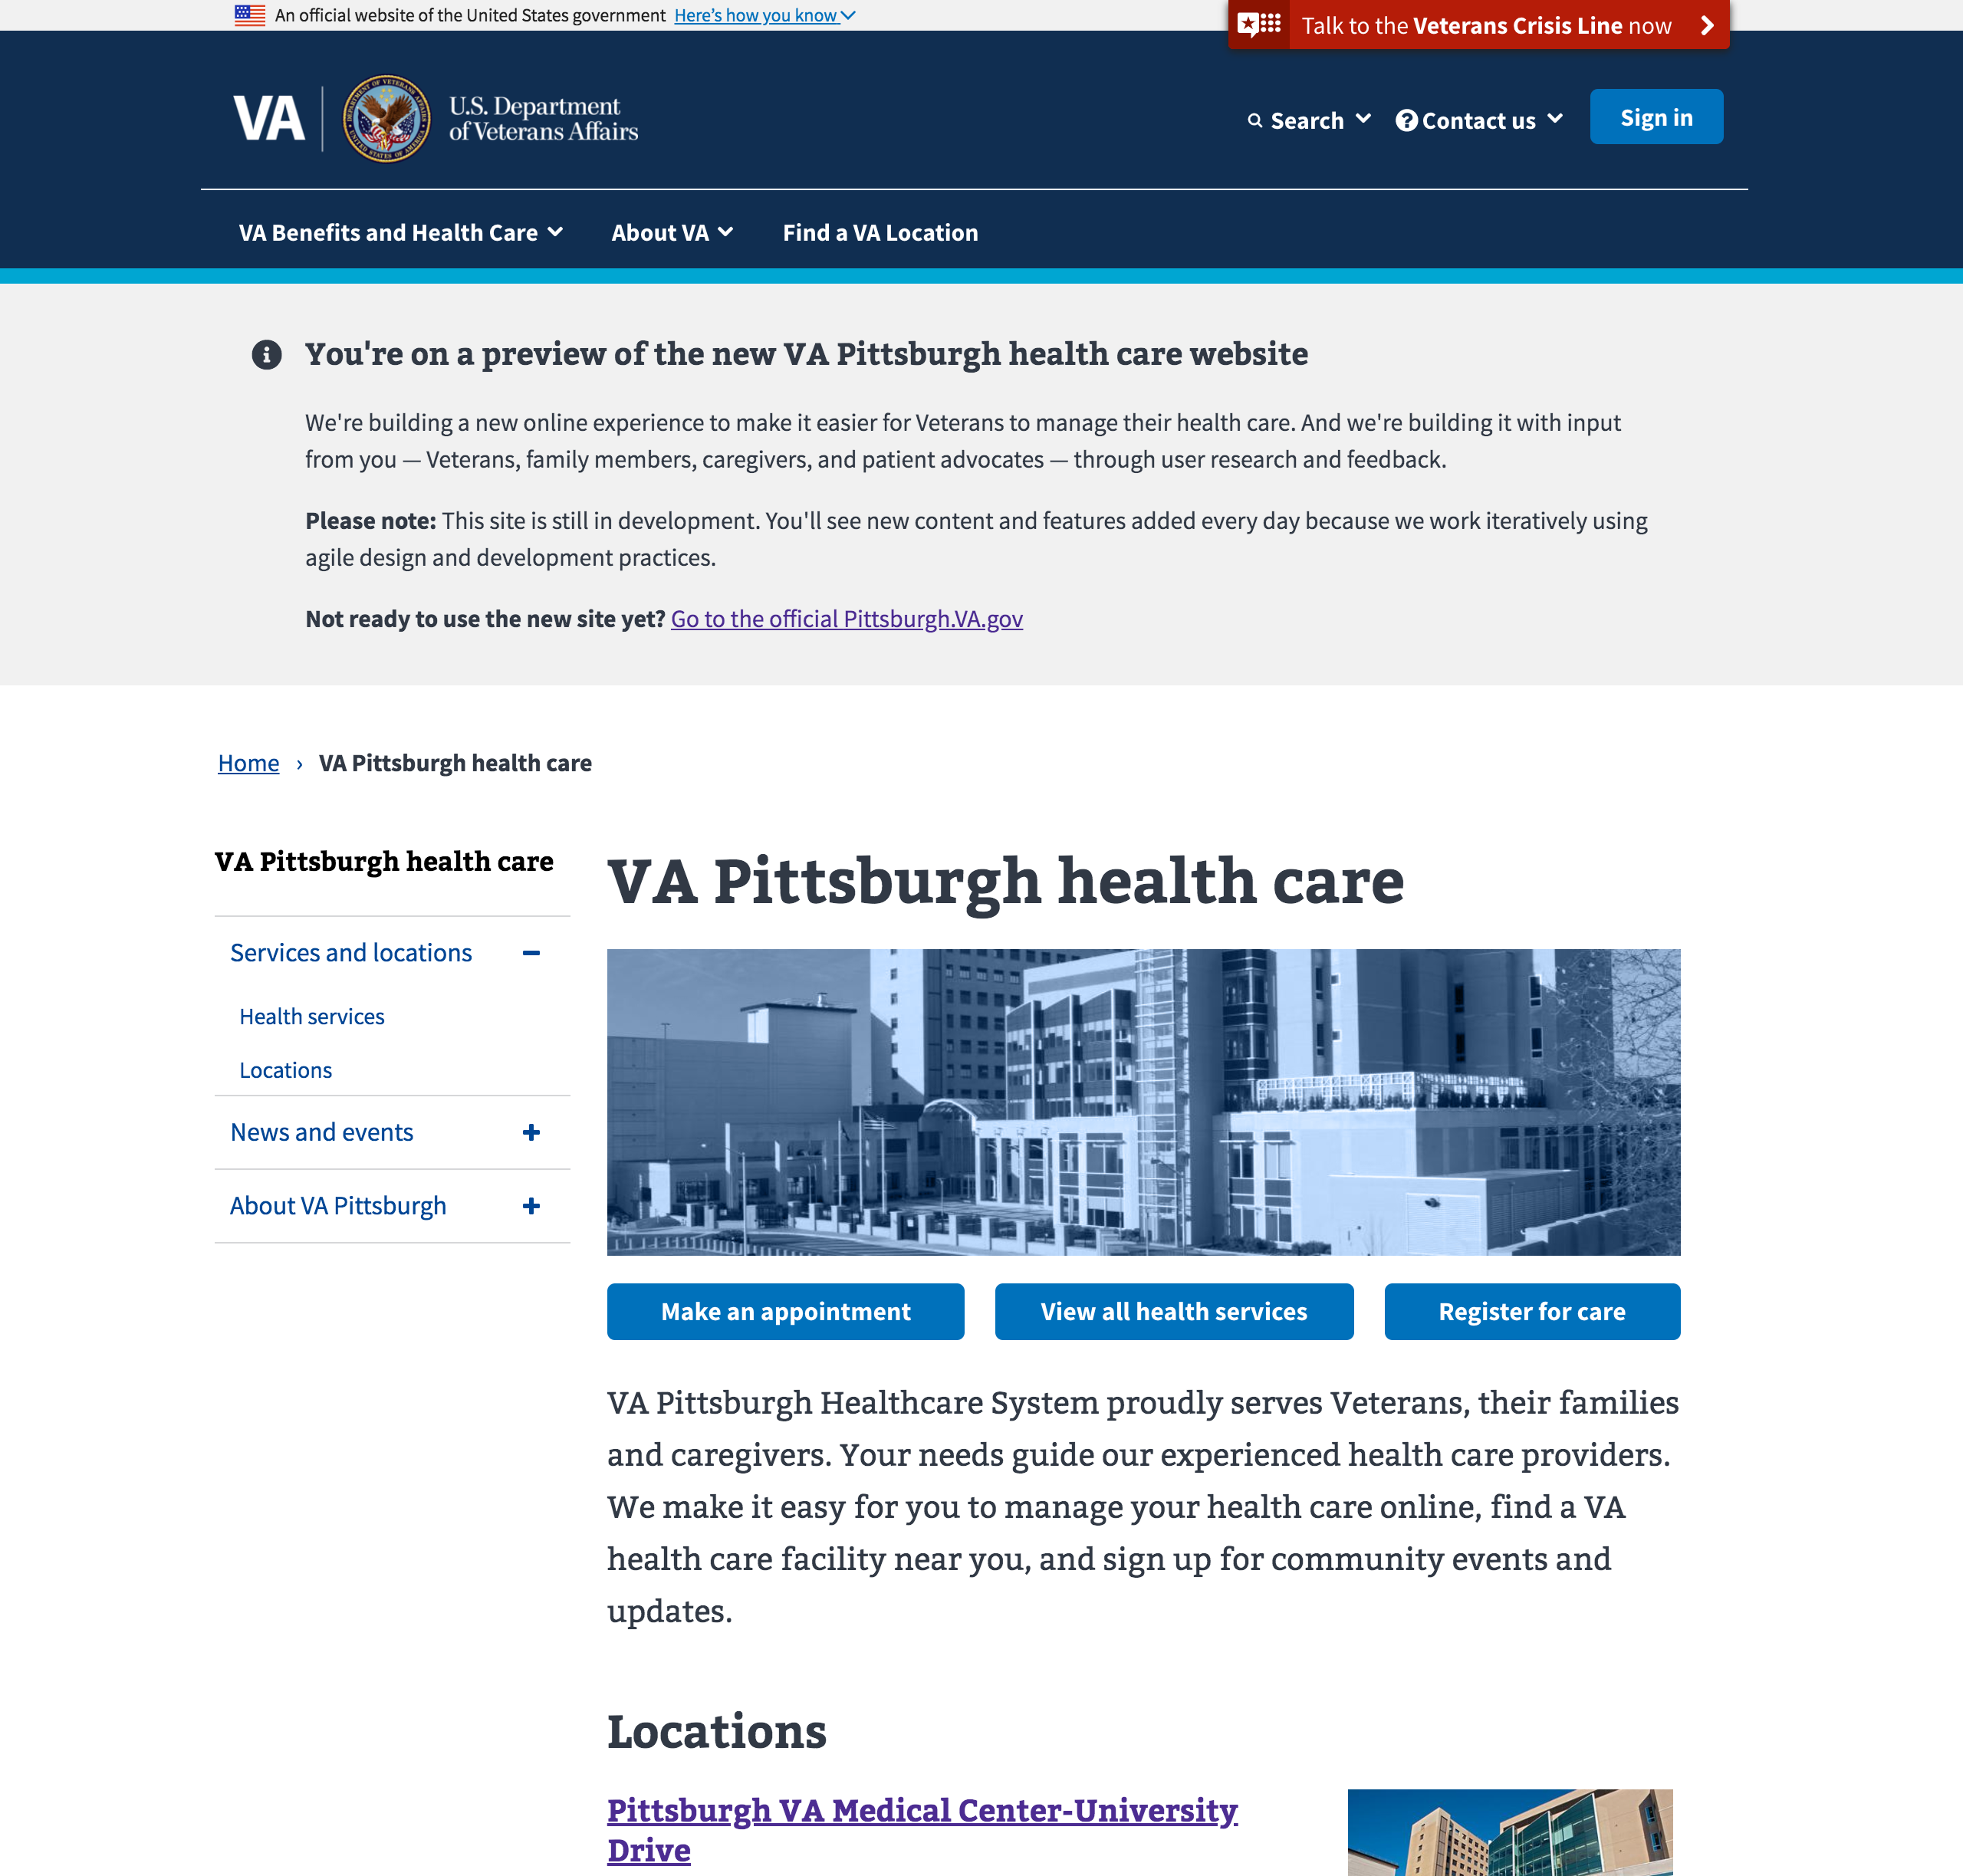 An official website of the United States government Here’s how you know
Talk to the Veterans Crisis Line now
VA
U.S. Department
of Veterans Affairs
Search
Contact us
Sign in
VA Benefits and Health Care
About VA
Find a VA Location
You're on a preview of the new VA Pittsburgh health care website
We're building a new online experience to make it easier for Veterans to manage their health care. And we're building it with input
from you — Veterans, family members, caregivers, and patient advocates — through user research and feedback.
Please note: This site is still in development. You'll see new content and features added every day because we work iteratively using
agile design and development practices.
Not ready to use the new site yet? Go to the official Pittsburgh.VA.gov
Home › VA Pittsburgh health care
VA Pittsburgh health care
Services and locations
Health services
Locations
News and events
About VA Pittsburgh
VA Pittsburgh health care
Make an appointment
View all health services
Register for care
VA Pittsburgh Healthcare System proudly serves Veterans, their families
and caregivers. Your needs guide our experienced health care providers.
We make it easy for you to manage your health care online, find a VA
health care facility near you, and sign up for community events and
updates.
Locations
Pittsburgh VA Medical Center-University
Drive